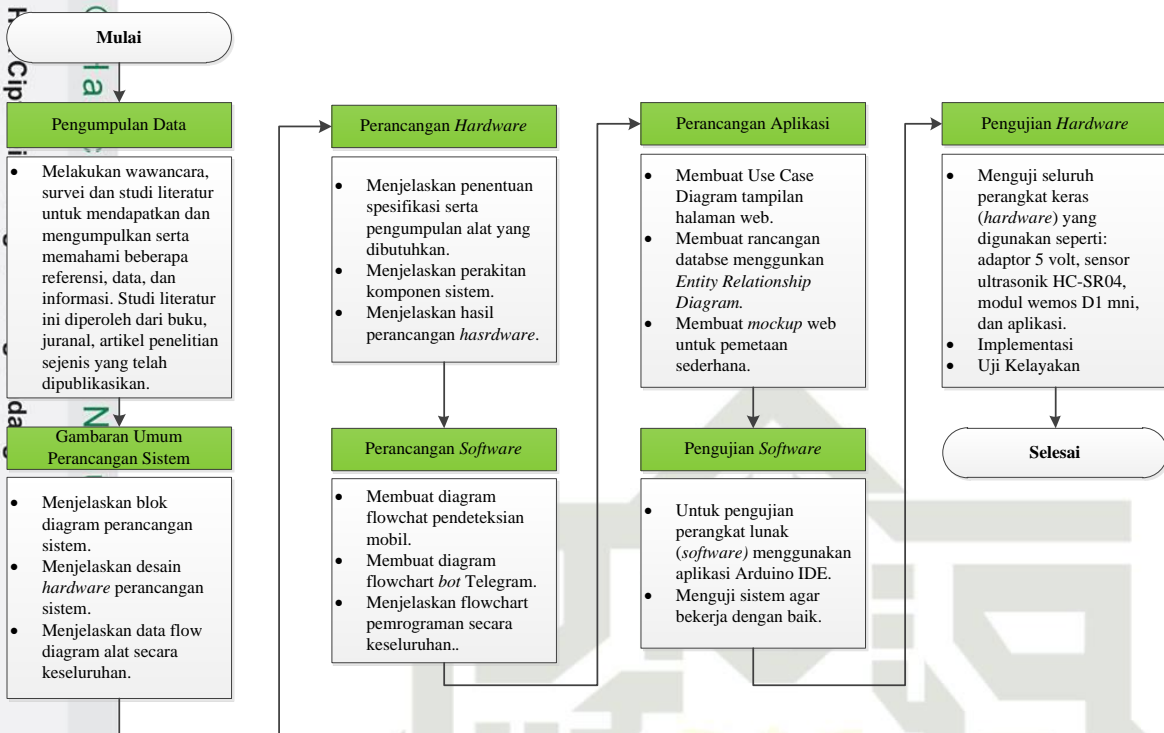 Mulai
Pengumpulan Data
• Melakukan wawancara,
survei dan studi literatur
untuk mendapatkan dan
mengumpulkan serta
memahami beberapa
referensi, data, dan
informasi. Studi literatur
ini diperoleh dari buku,
juranal, artikel penelitian
sejenis yang telah
dipublikasikan.
Gambaran Umum
Perancangan Sistem
• Menjelaskan blok
diagram perancangan
sistem.
• Menjelaskan desain
hardware perancangan
sistem.
• Menjelaskan data flow
diagram alat secara
keseluruhan.
Perancangan Hardware
• Menjelaskan penentuan
spesifikasi serta
pengumpulan alat yang
dibutuhkan.
• Menjelaskan perakitan
komponen sistem.
• Menjelaskan hasil
perancangan hasrdware.
Perancangan Software
• Membuat diagram
flowchat pendeteksian
mobil.
• Membuat diagram
flowchart bot Telegram.
• Menjelaskan flowchart
pemrograman secara
keseluruhan..
Perancangan Aplikasi
• Membuat Use Case
Diagram tampilan
halaman web.
• Membuat rancangan
databse menggunkan
Entity Relationship
Diagram.
• Membuat mockup web
untuk pemetaan
sederhana.
Pengujian Software
• Untuk pengujian
perangkat lunak
(software) menggunakan
aplikasi Arduino IDE.
• Menguji sistem agar
bekerja dengan baik.
Pengujian Hardware
• Menguji seluruh
perangkat keras
(hardware) yang
digunakan seperti:
adaptor 5 volt, sensor
ultrasonik HC-SR04,
modul wemos D1 mni,
dan aplikasi.
• Implementasi
• Uji Kelayakan
Selesai